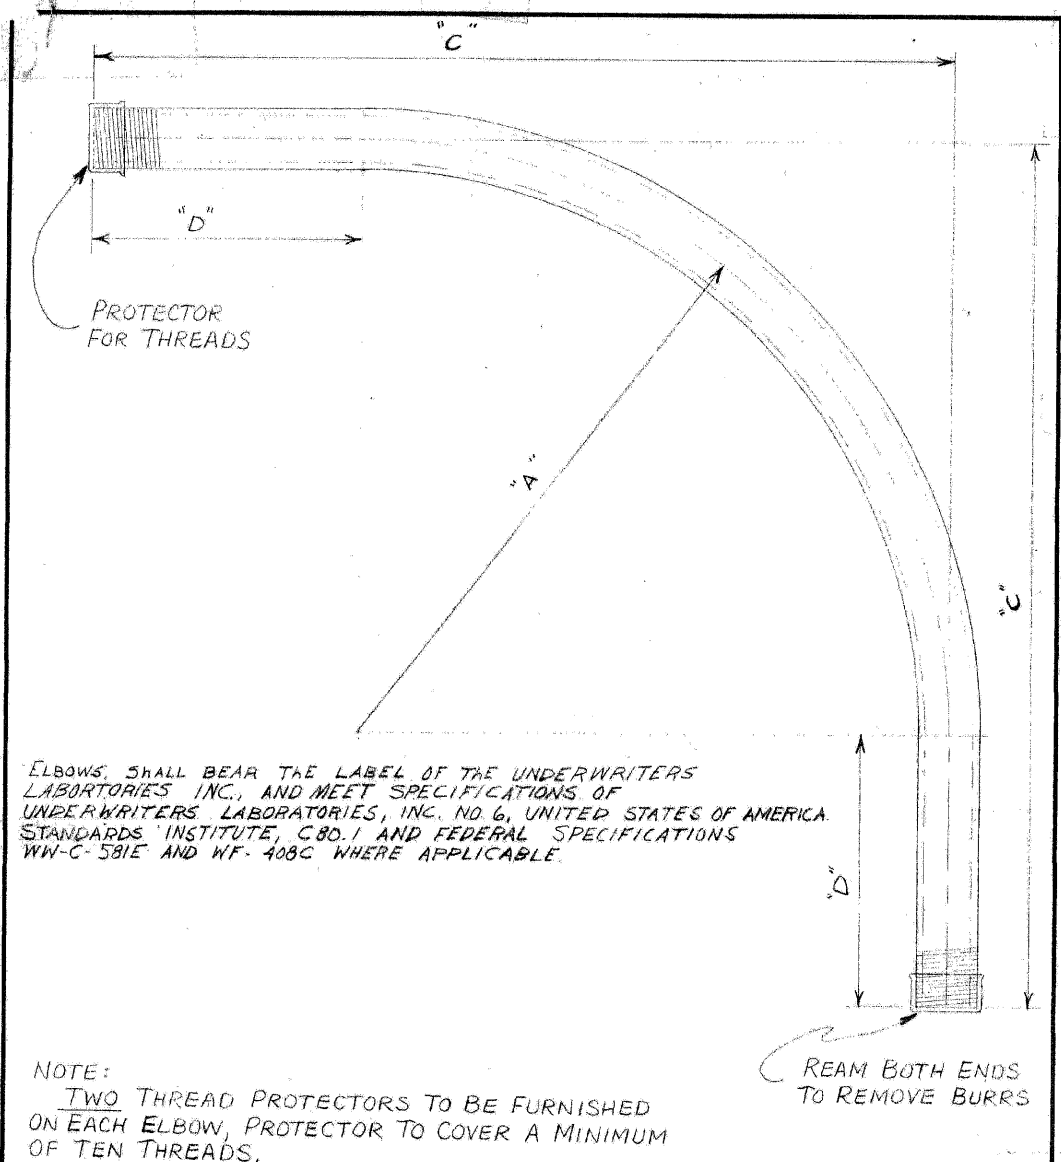 "C"
"D"
PROTECTOR
FOR THREADS
"A"
"C"
ELBOWS, SHALL BEAR THE LABEL OF THE UNDERWRITERS
LABORTORIES INC., AND MEET SPECIFICATIONS OF
UNDERWRITERS LABORATORIES, INC. NO. 6, UNITED STATES OF AMERICA
STANDARDS INSTITUTE, C80.1 AND FEDERAL SPECIFICATIONS
WW-C-581E AND WF-408C WHERE APPLICABLE
"D"
REAM BOTH ENDS
TO REMOVE BURRS
NOTE:
TWO THREAD PROTECTORS TO BE FURNISHED
ON EACH ELBOW, PROTECTOR TO COVER A MINIMUM
OF TEN THREADS.